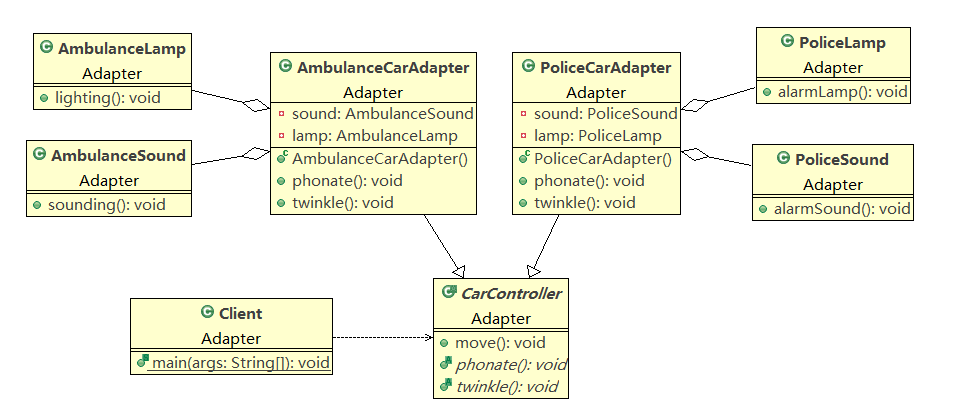 AmbulanceLamp
Adapter
lighting(): void
AmbulanceSound
Adapter
sounding(): void
AmbulanceCarAdapter
Adapter
sound: AmbulanceSound
lamp: AmbulanceLamp
AmbulanceCarAdapter()
phonate(): void
twinkle(): void
PoliceCarAdapter
Adapter
sound: PoliceSound
lamp: PoliceLamp
PoliceCarAdapter()
phonate(): void
twinkle(): void
PoliceLamp
Adapter
alarmLamp(): void
PoliceSound
Adapter
alarmSound(): void
Client
Adapter
main(args: String[]): void
CarController
Adapter
move(): void
phonate(): void
twinkle(): void